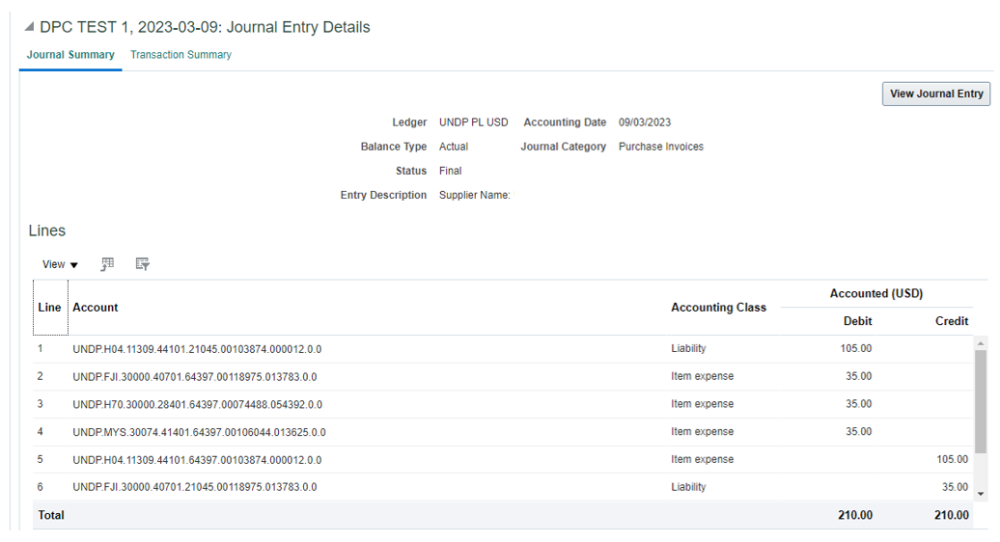 DPC TEST 1, 2023-03-09: Journal Entry Details
Journal Summary Transaction Summary
View Journal Entry
Ledger UNDP PL USD Accounting Date 09/03/2023
Balance Type Actual Journal Category Purchase Invoices
Status Final
Entry Description Supplier Name:
Lines
View
Accounted (USD)
Line Account Accounting Class
Debit Credit
1 UNDP.H04.11309.44101.21045.00103874.000012.0.0 Liability 105.00
2 UNDP.FJI.30000.40701.64397.00118975.013783.0.0 Item expense 35.00
3 UNDP.H70.30000.28401.64397.00074488.054392.0.0 Item expense 35.00
4 UNDP.MYS.30074.41401.64397.00106044.013625.0.0 Item expense 35.00
5 UNDP.H04.11309.44101.64397.00103874.000012.0.0 Item expense 105.00
6 UNDP.FJI.30000.40701.21045.00118975.013783.0.0 Liability 35.00
Total 210.00 210.00